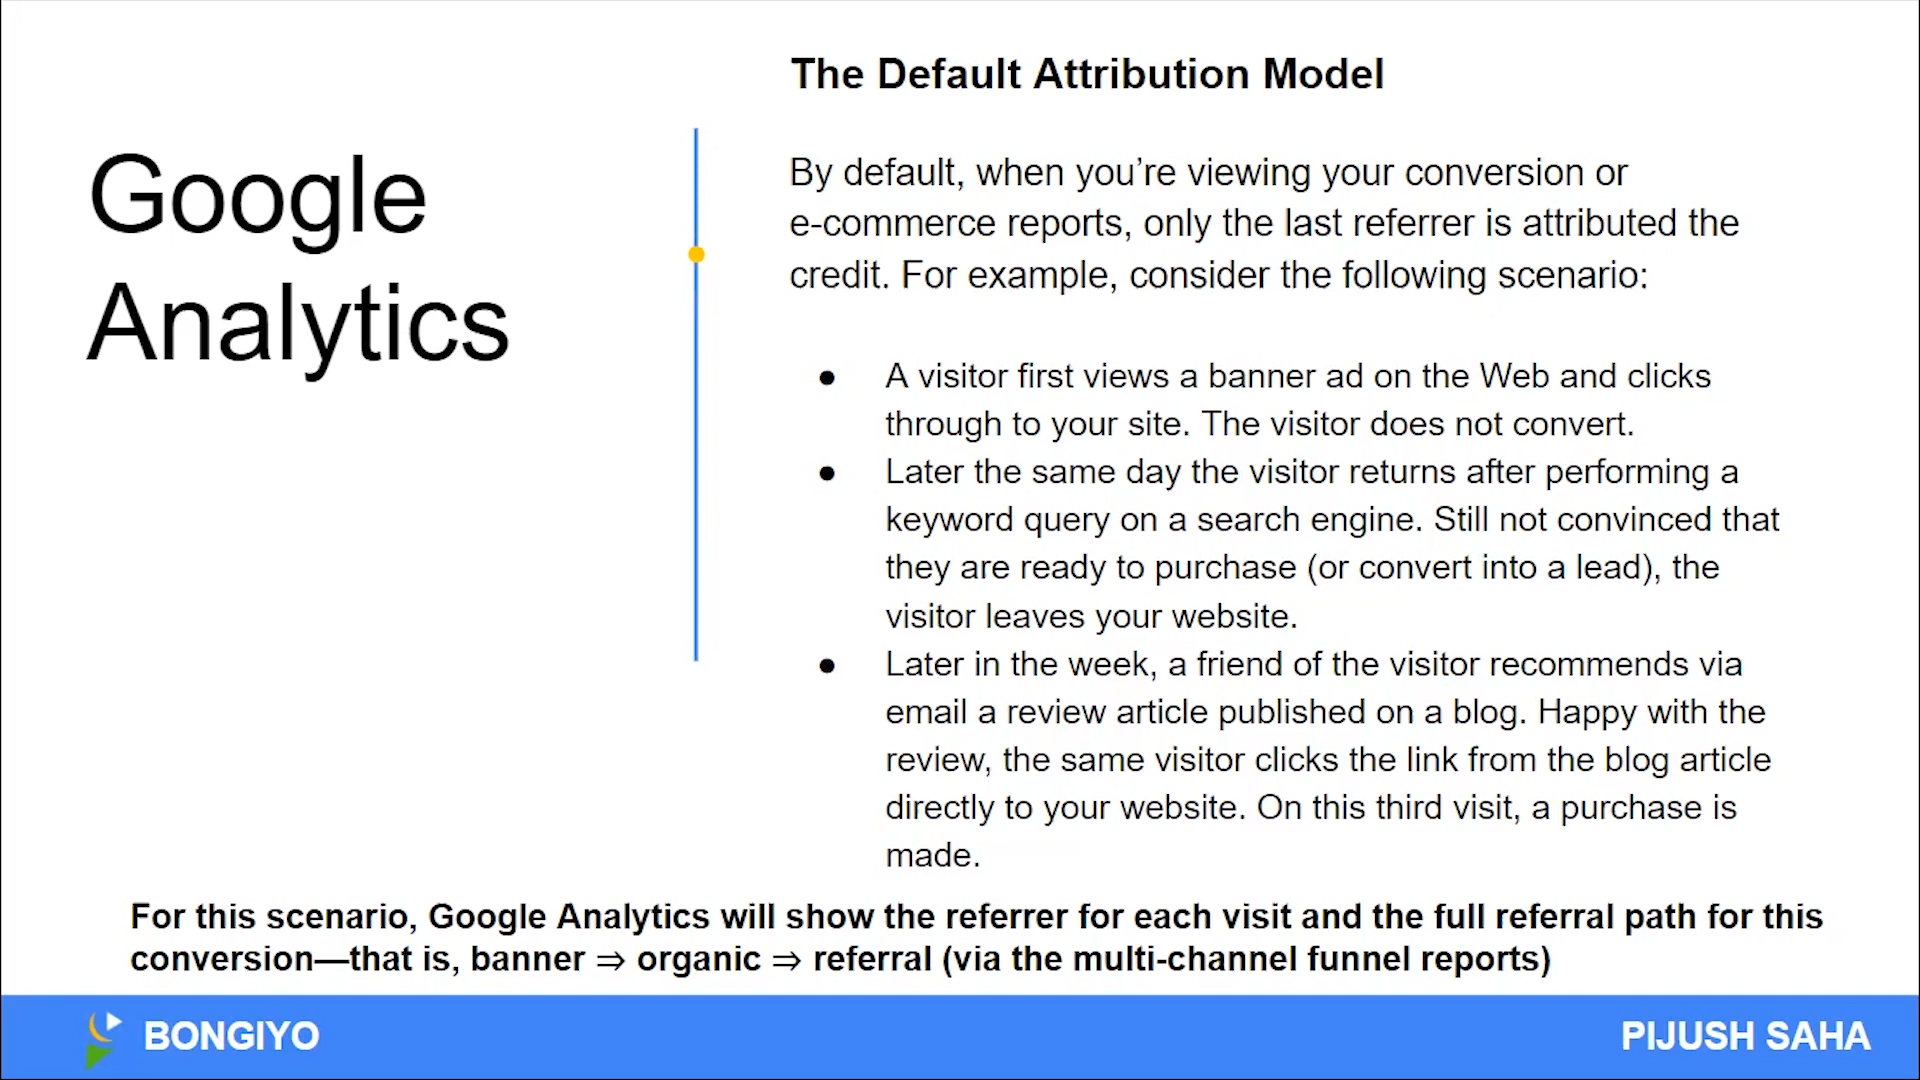 Google
Analytics
The Default Attribution Model
By default, when you’re viewing your conversion or
e-commerce reports, only the last referrer is attributed the
credit. For example, consider the following scenario:
● A visitor first views a banner ad on the Web and clicks
through to your site. The visitor does not convert.
● Later the same day the visitor returns after performing a
keyword query on a search engine. Still not convinced that
they are ready to purchase (or convert into a lead), the
visitor leaves your website.
● Later in the week, a friend of the visitor recommends via
email a review article published on a blog. Happy with the
review, the same visitor clicks the link from the blog article
directly to your website. On this third visit, a purchase is
made.
For this scenario, Google Analytics will show the referrer for each visit and the full referral path for this
conversion—that is, banner ⇒ organic ⇒ referral (via the multi-channel funnel reports)
BONGIYO
PIJUSH SAHA